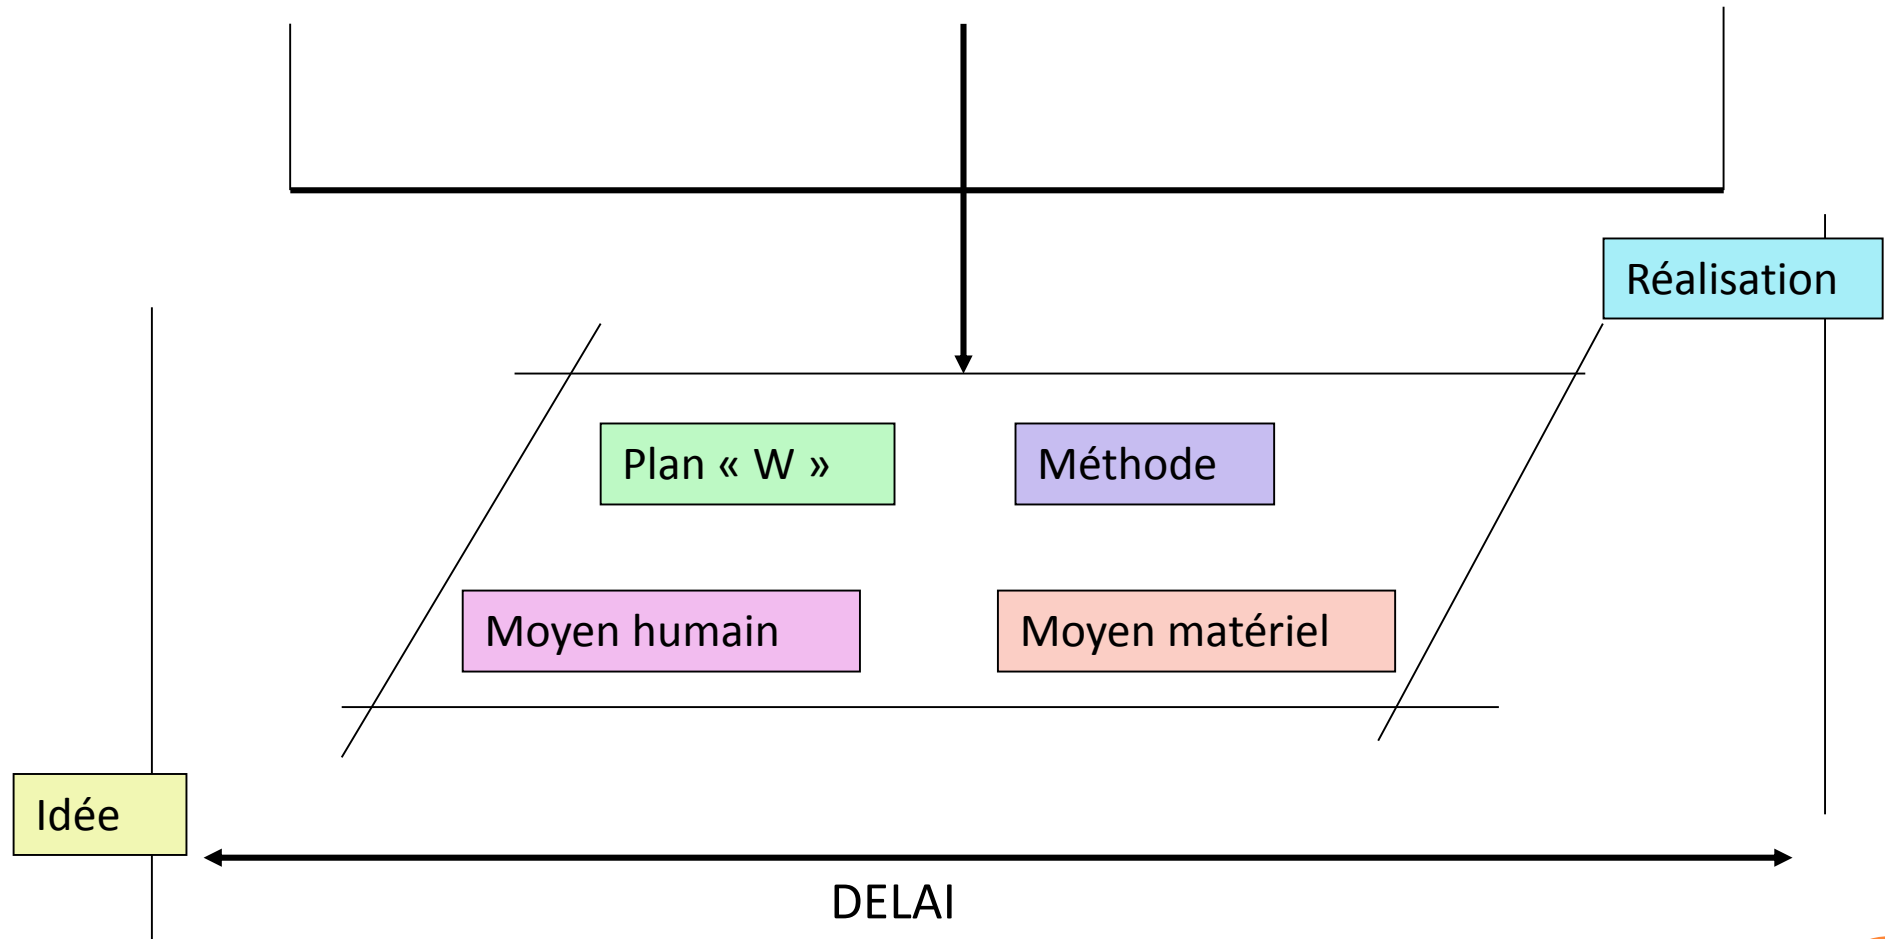 Réalisation
Plan « W »
Méthode
Moyen humain
Moyen matériel
Idée
DELAI